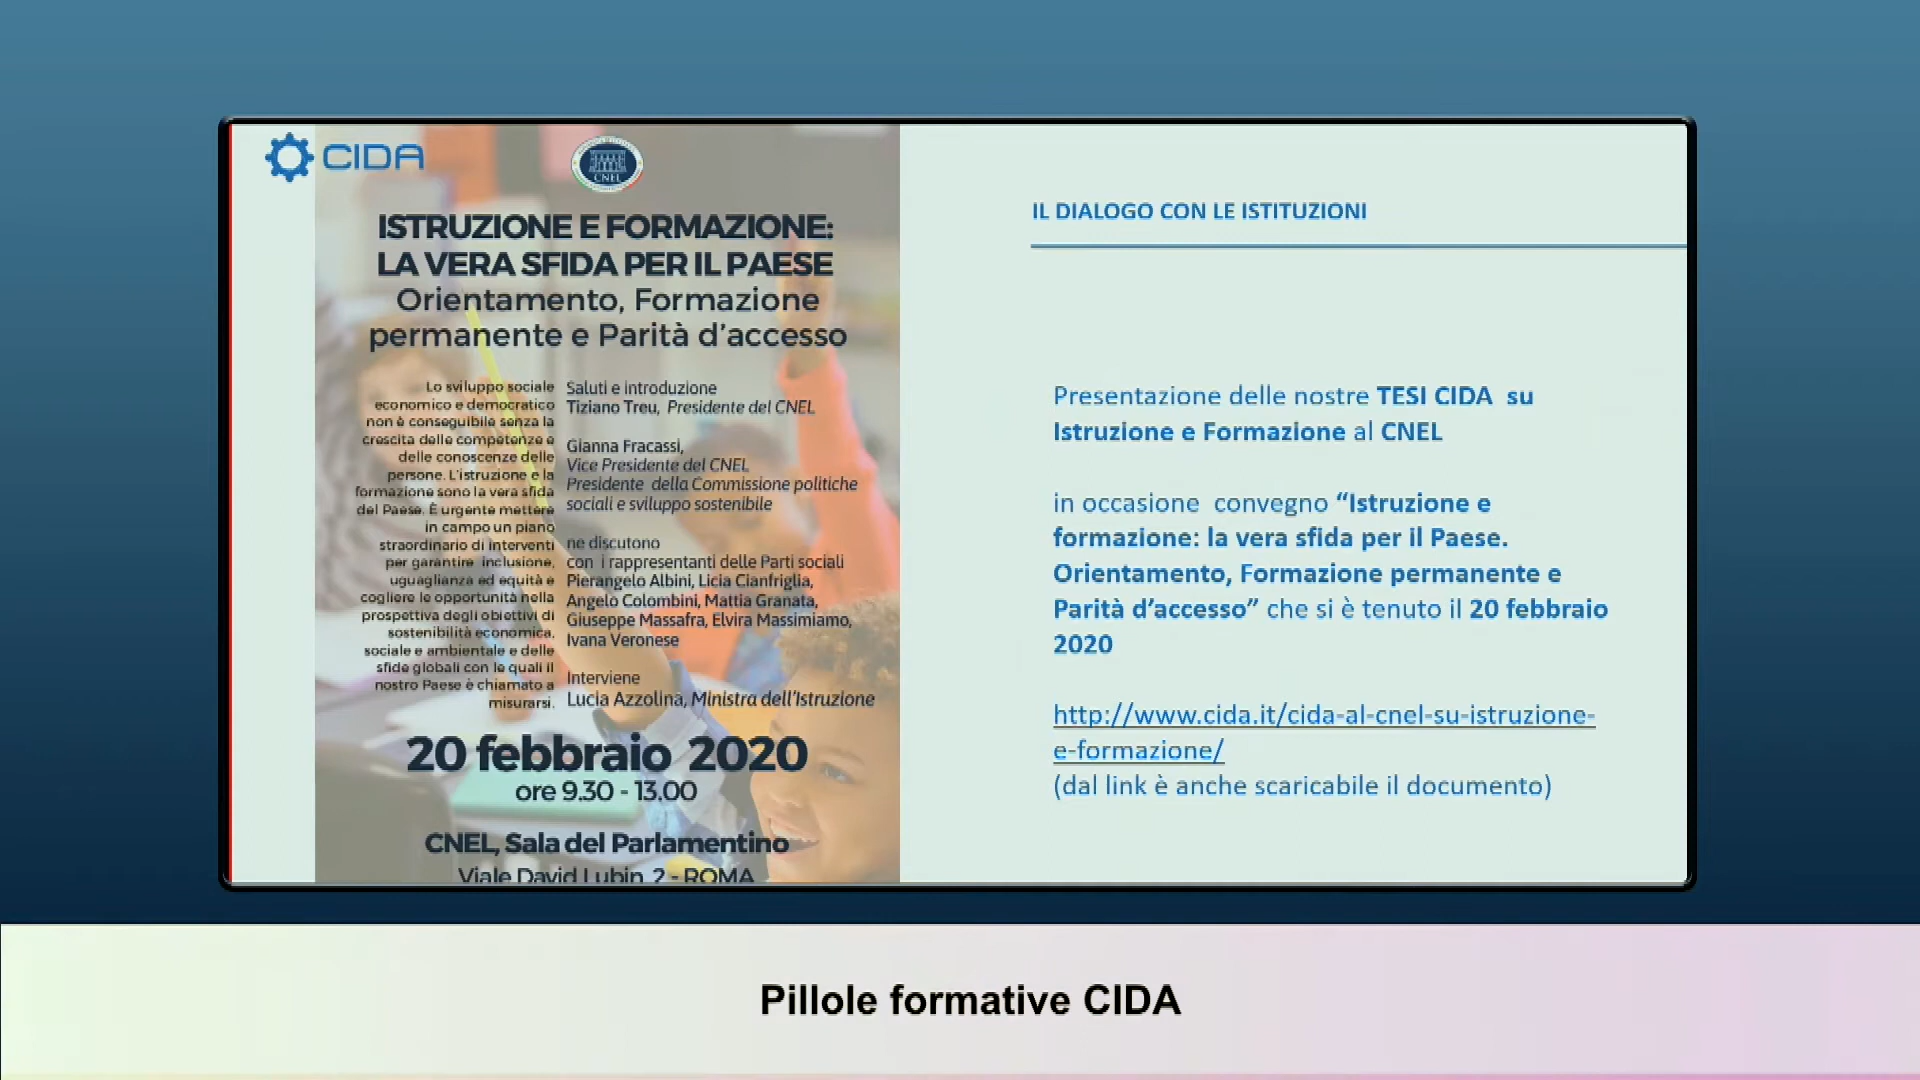 CIDA
CNEL
ISTRUZIONE E FORMAZIONE:
LA VERA SFIDA PER IL PAESE
Orientamento, Formazione
permanente e Parità d'accesso
Lo sviluppo sociale
economico e democratico
non è conseguibile senza la
crescita delle competenze e
delle conoscenze delle
persone. L'istruzione e la
formazione sono la vera sfida
del Paese. È urgente mettere
in campo un piano
straordinario di interventi
per garantire inclusione,
uguaglianza ed equità e
cogliere le opportunità nella
prospettiva degli obiettivi di
sostenibilità economica,
sociale e ambientale e delle
sfide globali con le quali il
nostro Paese è chiamato a
misurarsi.
Saluti e introduzione
Tiziano Treu, Presidente del CNEL
Gianna Fracassi,
Vice Presidente del CNEL
Presidente della Commissione politiche
sociali e sviluppo sostenibile
ne discutono
con i rappresentanti delle Parti sociali
Pierangelo Albini, Licia Cianfriglia,
Angelo Colombini, Mattia Granata,
Giuseppe Massafra, Elvira Massimiamo,
Ivana Veronese
Interviene
Lucia Azzolina, Ministra dell'Istruzione
20 febbraio 2020
ore 9.30 - 13.00
CNEL, Sala del Parlamentino
Viale David Lubin, 2 - ROMA
IL DIALOGO CON LE ISTITUZIONI
Presentazione delle nostre TESI CIDA su
Istruzione e Formazione al CNEL
in occasione convegno “Istruzione e
formazione: la vera sfida per il Paese.
Orientamento, Formazione permanente e
Parità d’accesso” che si è tenuto il 20 febbraio
2020
http://www.cida.it/cida-al-cnel-su-istruzione-
e-formazione/
(dal link è anche scaricabile il documento)
Pillole formative CIDA